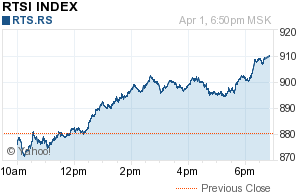 RTSI INDEX
RTS.RS Apr 1, 6:50pm MSK
920
910
900
890
880
870
© Yahoo!
10am 12pm 2pm 4pm 6pm
Previous Close